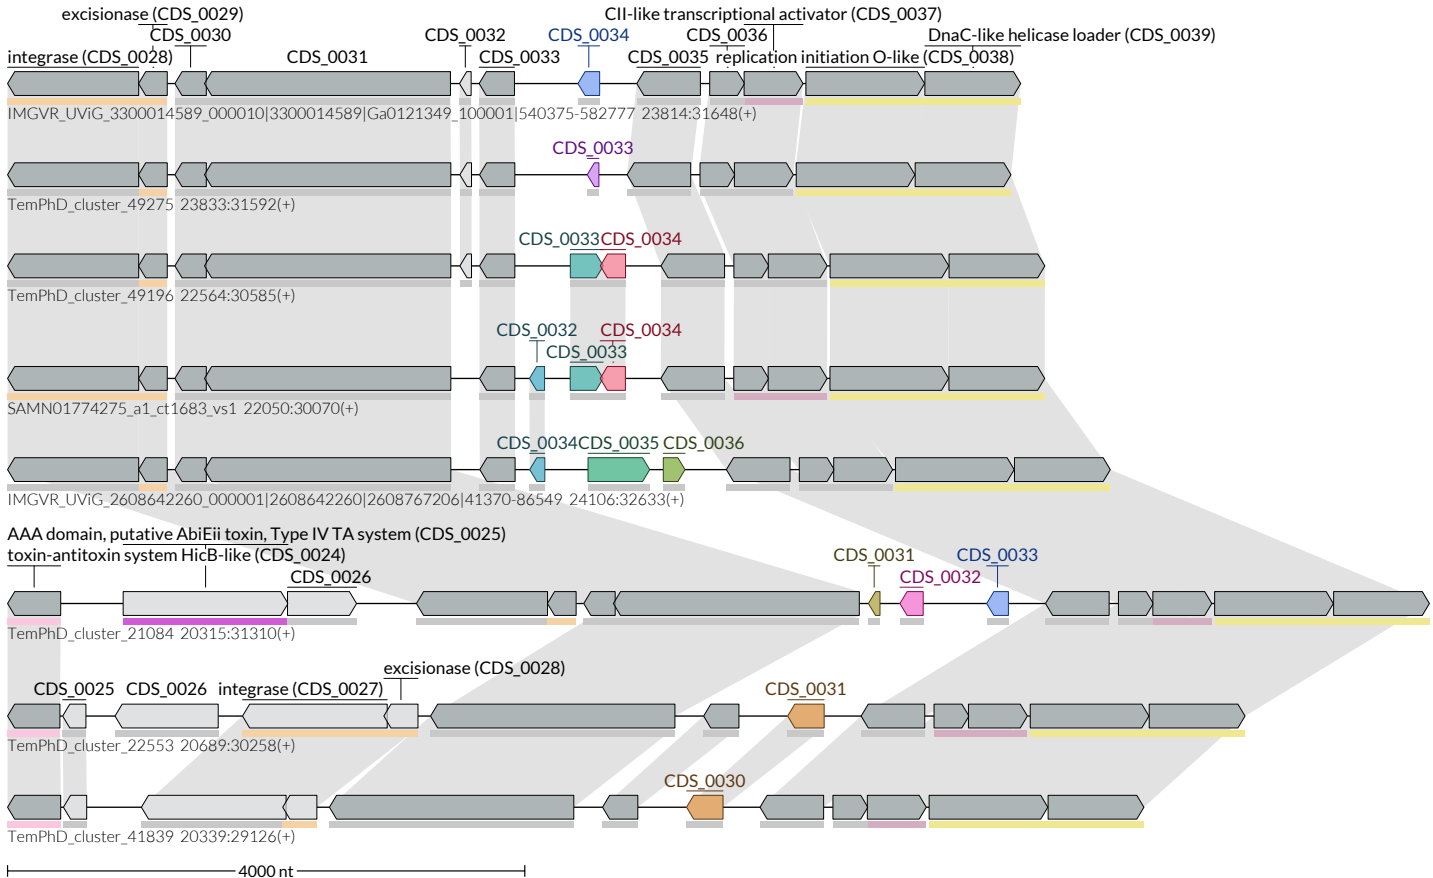 excisionase (CDS_0029) CII-like transcriptional activator (CDS_0037)
CDS_0030 CDS_0032 CDS_0034 CDS_0036 DnaC-like helicase loader (CDS_0039)
integrase (CDS_0028) CDS_0031 CDS_0033 CDS_0035 replication initiation O-like (CDS_0038)
IMGVR_UViG_3300014589_000010|3300014589|Ga0121349_100001|540375-582777 23814:31648(+)
CDS_0033
TemPhD_cluster_49275 23833:31592(+)
CDS_0033 CDS_0034
TemPhD_cluster_49196 22564:30585(+)
CDS_0032 CDS_0034
CDS_0033
SAMN01774275_a1_ct1683_vs1 22050:30070(+)
CDS_0034 CDS_0035 CDS_0036
IMGVR_UViG_2608642260_000001|2608642260|2608767206|41370-86549 24106:32633(+)
AAA domain, putative AbiEii toxin, Type IV TA system (CDS_0025)
toxin-antitoxin system HicB-like (CDS_0024) CDS_0031 CDS_0033
CDS_0026 CDS_0032
TemPhD_cluster_21084 20315:31310(+)
excisionase (CDS_0028)
CDS_0025 CDS_0026 integrase (CDS_0027) CDS_0031
TemPhD_cluster_22553 20689:30258(+)
CDS_0030
TemPhD_cluster_41839 20339:29126(+)
4000 nt